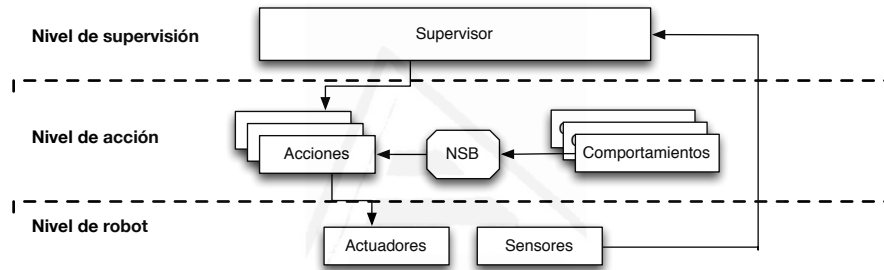 Nivel de supervisión
Supervisor
Nivel de acción
Acciones
NSB
Comportamientos
Nivel de robot
Actuadores
Sensores